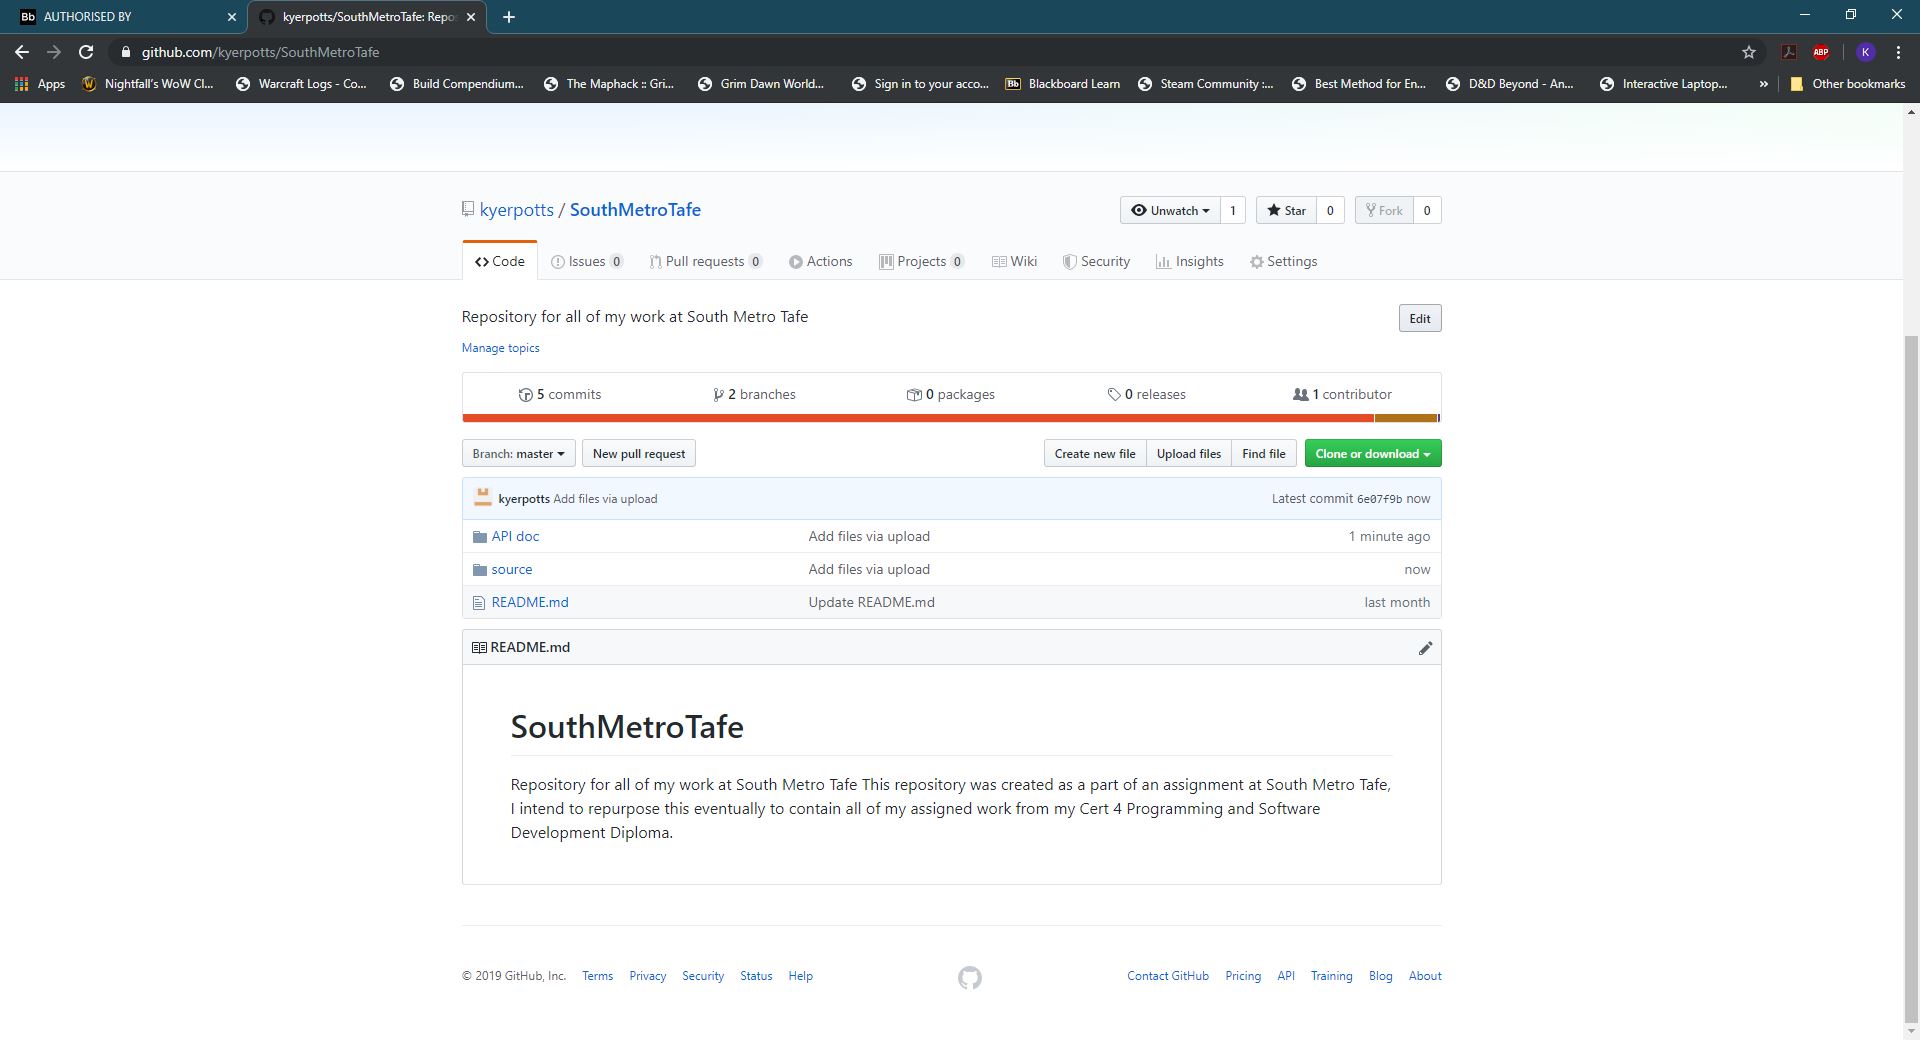 Bb AUTHORISED BY
kyerpotts/SouthMetroTafe: Repos
github.com/kyerpotts/SouthMetroTafe
ABP
K
Apps
Nightfall's WoW Cl...
Warcraft Logs - Co...
Build Compendium...
The Maphack :: Gri...
Grim Dawn World...
Sign in to your acco...
Bb Blackboard Learn
Steam Community :...
Best Method for En...
D&D Beyond - An...
Interactive Laptop...
»
Other bookmarks
kyerpotts / SouthMetroTafe
Unwatch 1
Star 0
Fork 0
Code
Issues 0
Pull requests 0
Actions
Projects 0
Wiki
Security
Insights
Settings
Repository for all of my work at South Metro Tafe
Edit
Manage topics
5 commits
2 branches
0 packages
0 releases
1 contributor
Branch: master
New pull request
Create new file
Upload files
Find file
Clone or download
kyerpotts Add files via upload
Latest commit 6e07f9b now
API doc Add files via upload 1 minute ago
source Add files via upload now
README.md Update README.md last month
README.md
SouthMetroTafe
Repository for all of my work at South Metro Tafe This repository was created as a part of an assignment at South Metro Tafe,
I intend to repurpose this eventually to contain all of my assigned work from my Cert 4 Programming and Software
Development Diploma.
© 2019 GitHub, Inc. Terms Privacy Security Status Help
Contact GitHub Pricing API Training Blog About